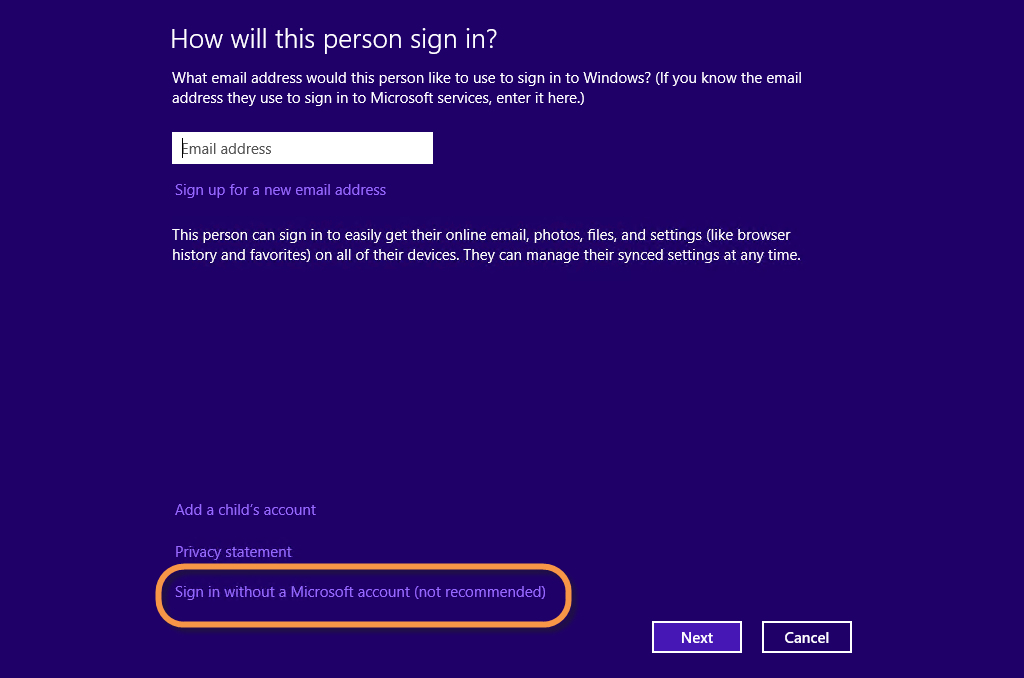 How will this person sign in?
What email address would this person like to use to sign in to Windows? (If you know the email
address they use to sign in to Microsoft services, enter it here.)
Email address
Sign up for a new email address
This person can sign in to easily get their online email, photos, files, and settings (like browser
history and favorites) on all of their devices. They can manage their synced settings at any time.
Add a child's account
Privacy statement
Sign in without a Microsoft account (not recommended)
Next
Cancel